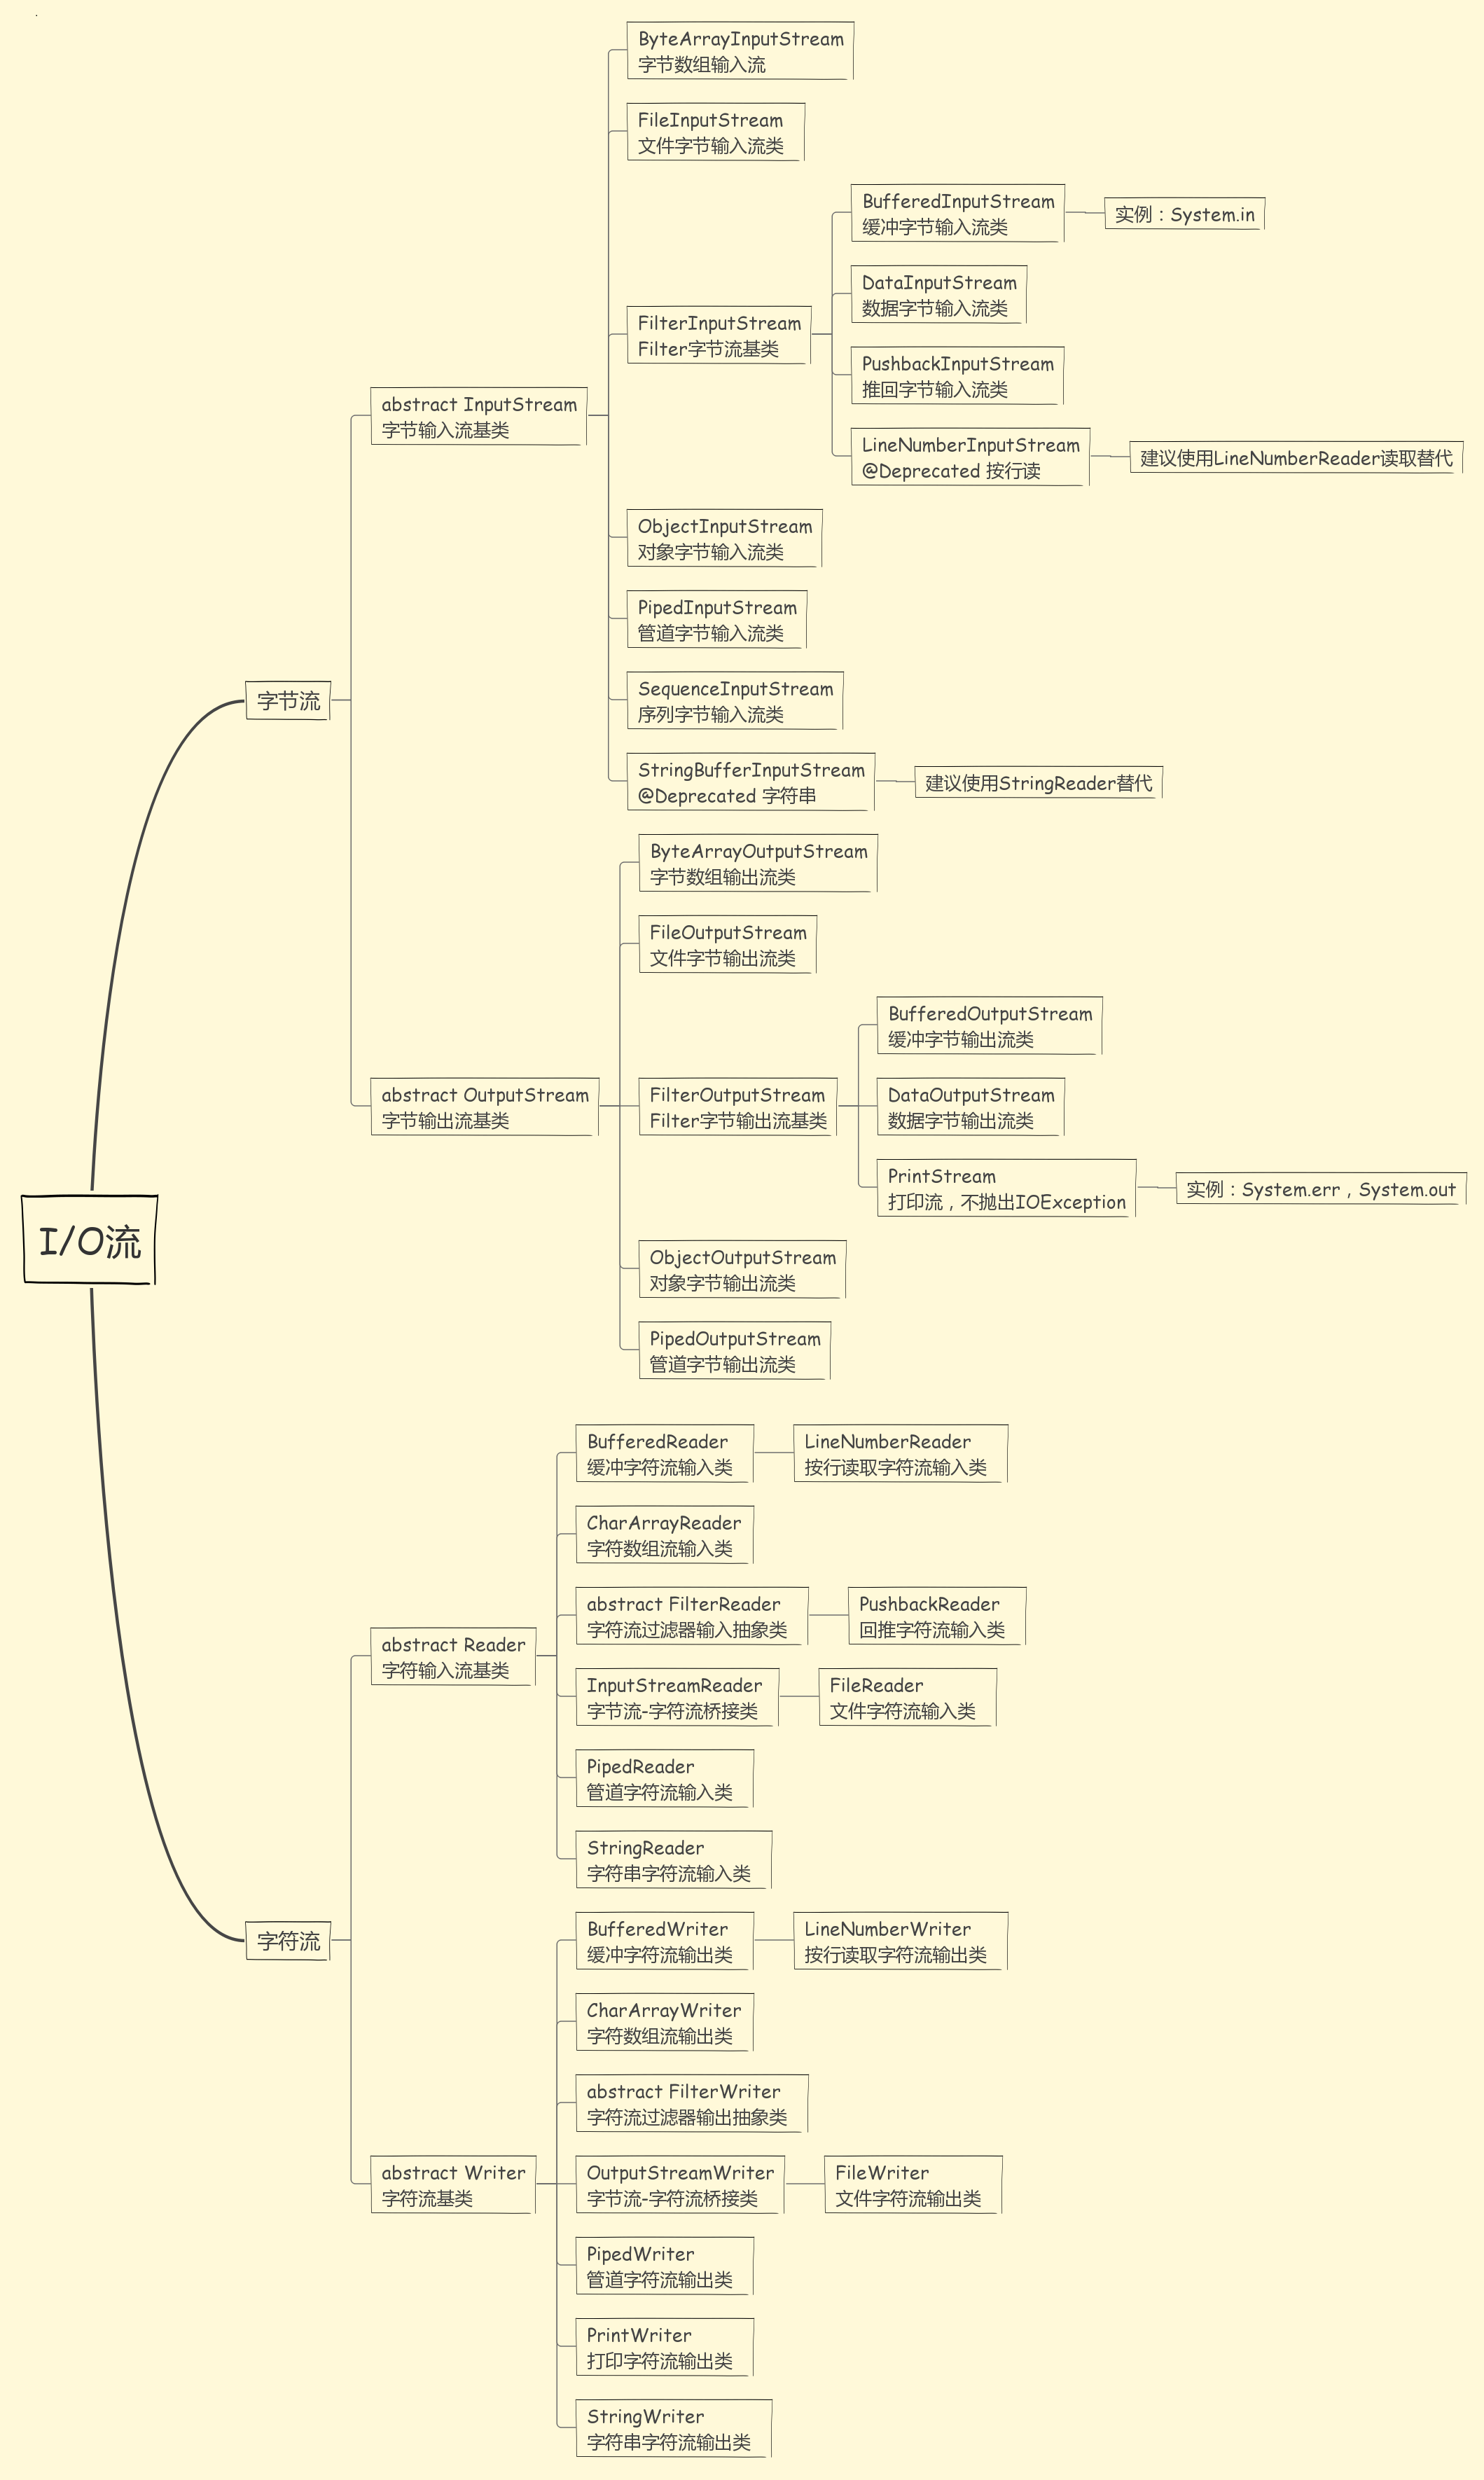 I/O流
字节流
abstract InputStream
字节输入流基类
ByteArrayInputStream
字节数组输入流
FileInputStream
文件字节输入流类
FilterInputStream
Filter字节流基类
BufferedInputStream
缓冲字节输入流类
实例：System.in
DataInputStream
数据字节输入流类
PushbackInputStream
推回字节输入流类
LineNumberInputStream
@Deprecated 按行读
建议使用LineNumberReader读取替代
ObjectInputStream
对象字节输入流类
PipedInputStream
管道字节输入流类
SequenceInputStream
序列字节输入流类
StringBufferInputStream
@Deprecated 字符串
建议使用StringReader替代
abstract OutputStream
字节输出流基类
ByteArrayOutputStream
字节数组输出流类
FileOutputStream
文件字节输出流类
FilterOutputStream
Filter字节输出流基类
BufferedOutputStream
缓冲字节输出流类
DataOutputStream
数据字节输出流类
PrintStream
打印流，不抛出IOException
实例：System.err，System.out
ObjectOutputStream
对象字节输出流类
PipedOutputStream
管道字节输出流类
字符流
abstract Reader
字符输入流基类
BufferedReader
缓冲字符流输入类
LineNumberReader
按行读取字符流输入类
CharArrayReader
字符数组流输入类
abstract FilterReader
字符流过滤器输入抽象类
PushbackReader
回推字符流输入类
InputStreamReader
字节流-字符流桥接类
FileReader
文件字符流输入类
PipedReader
管道字符流输入类
StringReader
字符串字符流输入类
abstract Writer
字符流基类
BufferedWriter
缓冲字符流输出类
LineNumberWriter
按行读取字符流输出类
CharArrayWriter
字符数组流输出类
abstract FilterWriter
字符流过滤器输出抽象类
OutputStreamWriter
字节流-字符流桥接类
FileWriter
文件字符流输出类
PipedWriter
管道字符流输出类
PrintWriter
打印字符流输出类
StringWriter
字符串字符流输出类